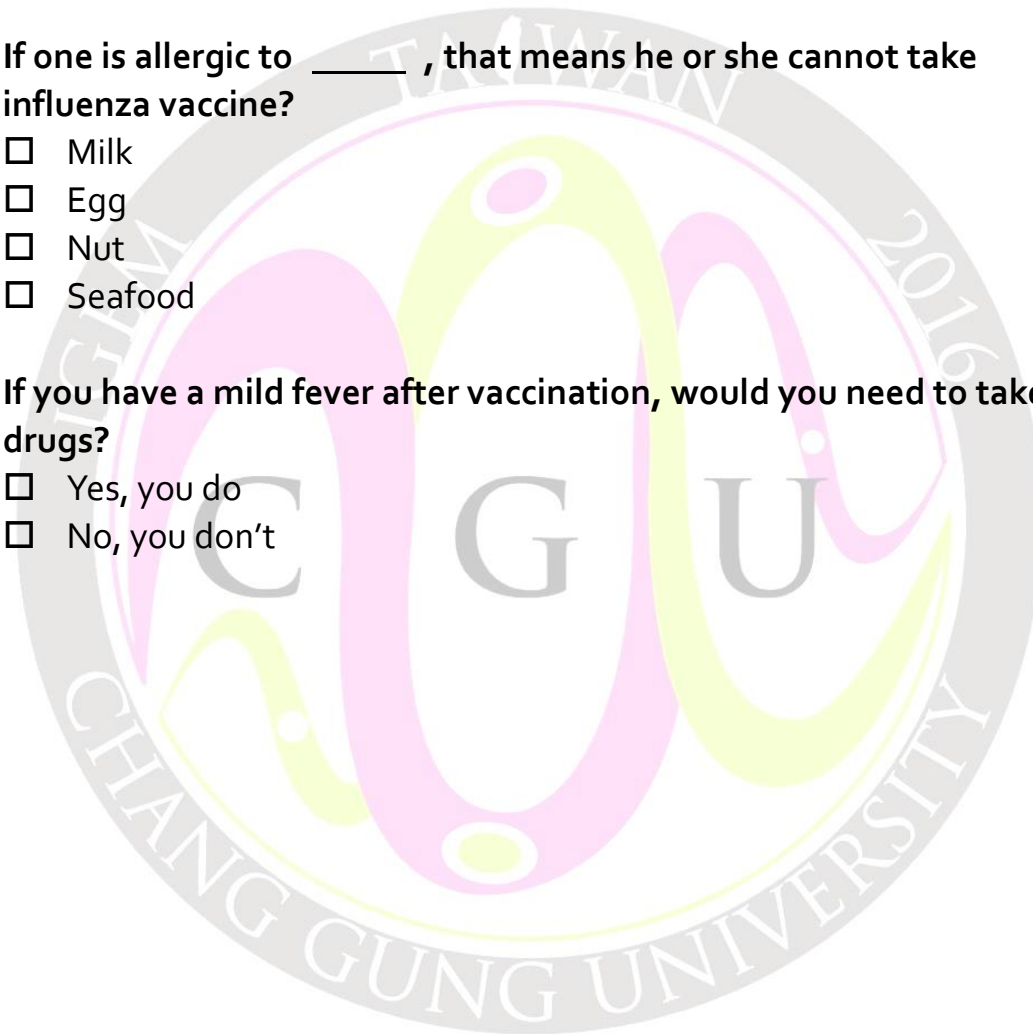 If one is allergic to _____ , that means he or she cannot take
influenza vaccine?
☐ Milk
☐ Egg
☐ Nut
☐ Seafood
If you have a mild fever after vaccination, would you need to take
drugs?
☐ Yes, you do
☐ No, you don't
TAIWAN
IGEM
2016
C G U
CHANG GUNG UNIVERSITY